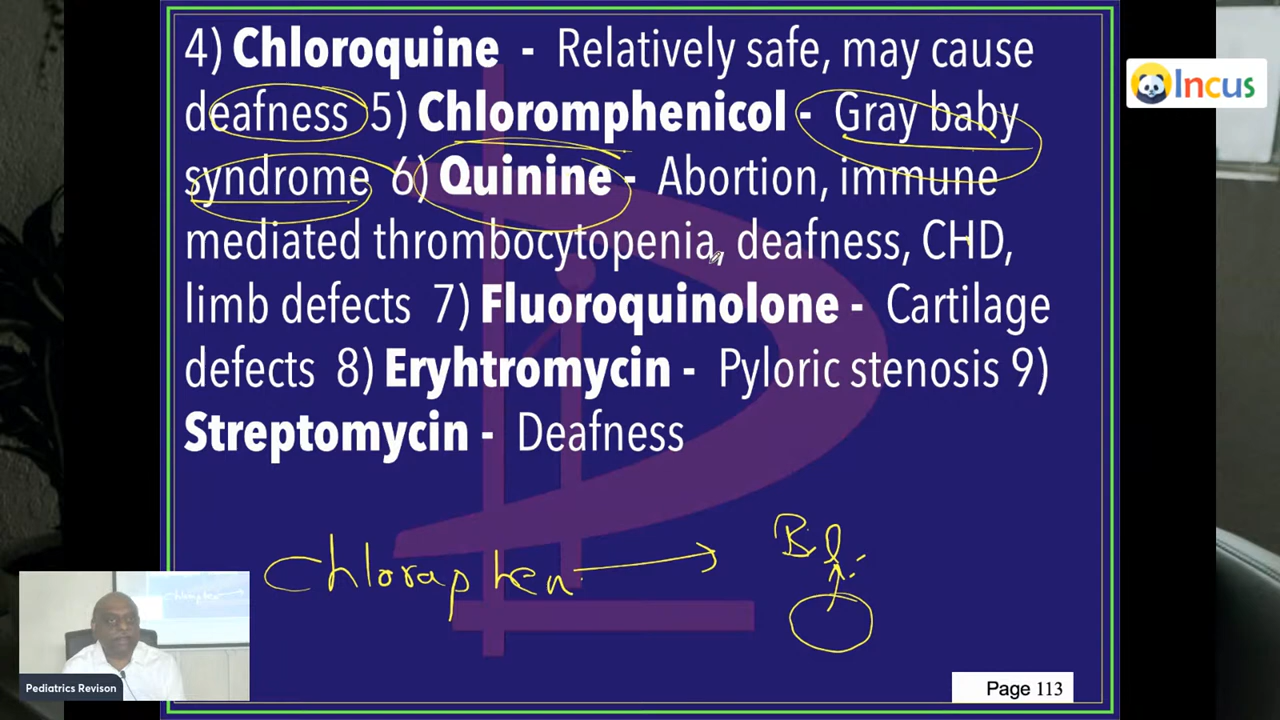 4) Chloroquine - Relatively safe, may cause
deafness 5) Chloromphenicol - Gray baby
syndrome 6) Quinine - Abortion, immune
mediated thrombocytopenia, deafness, CHD,
limb defects 7) Fluoroquinolone - Cartilage
defects 8) Eryhtromycin - Pyloric stenosis 9)
Streptomycin - Deafness
Chloraphen
Page 113
Incus
Pediatrics Revison